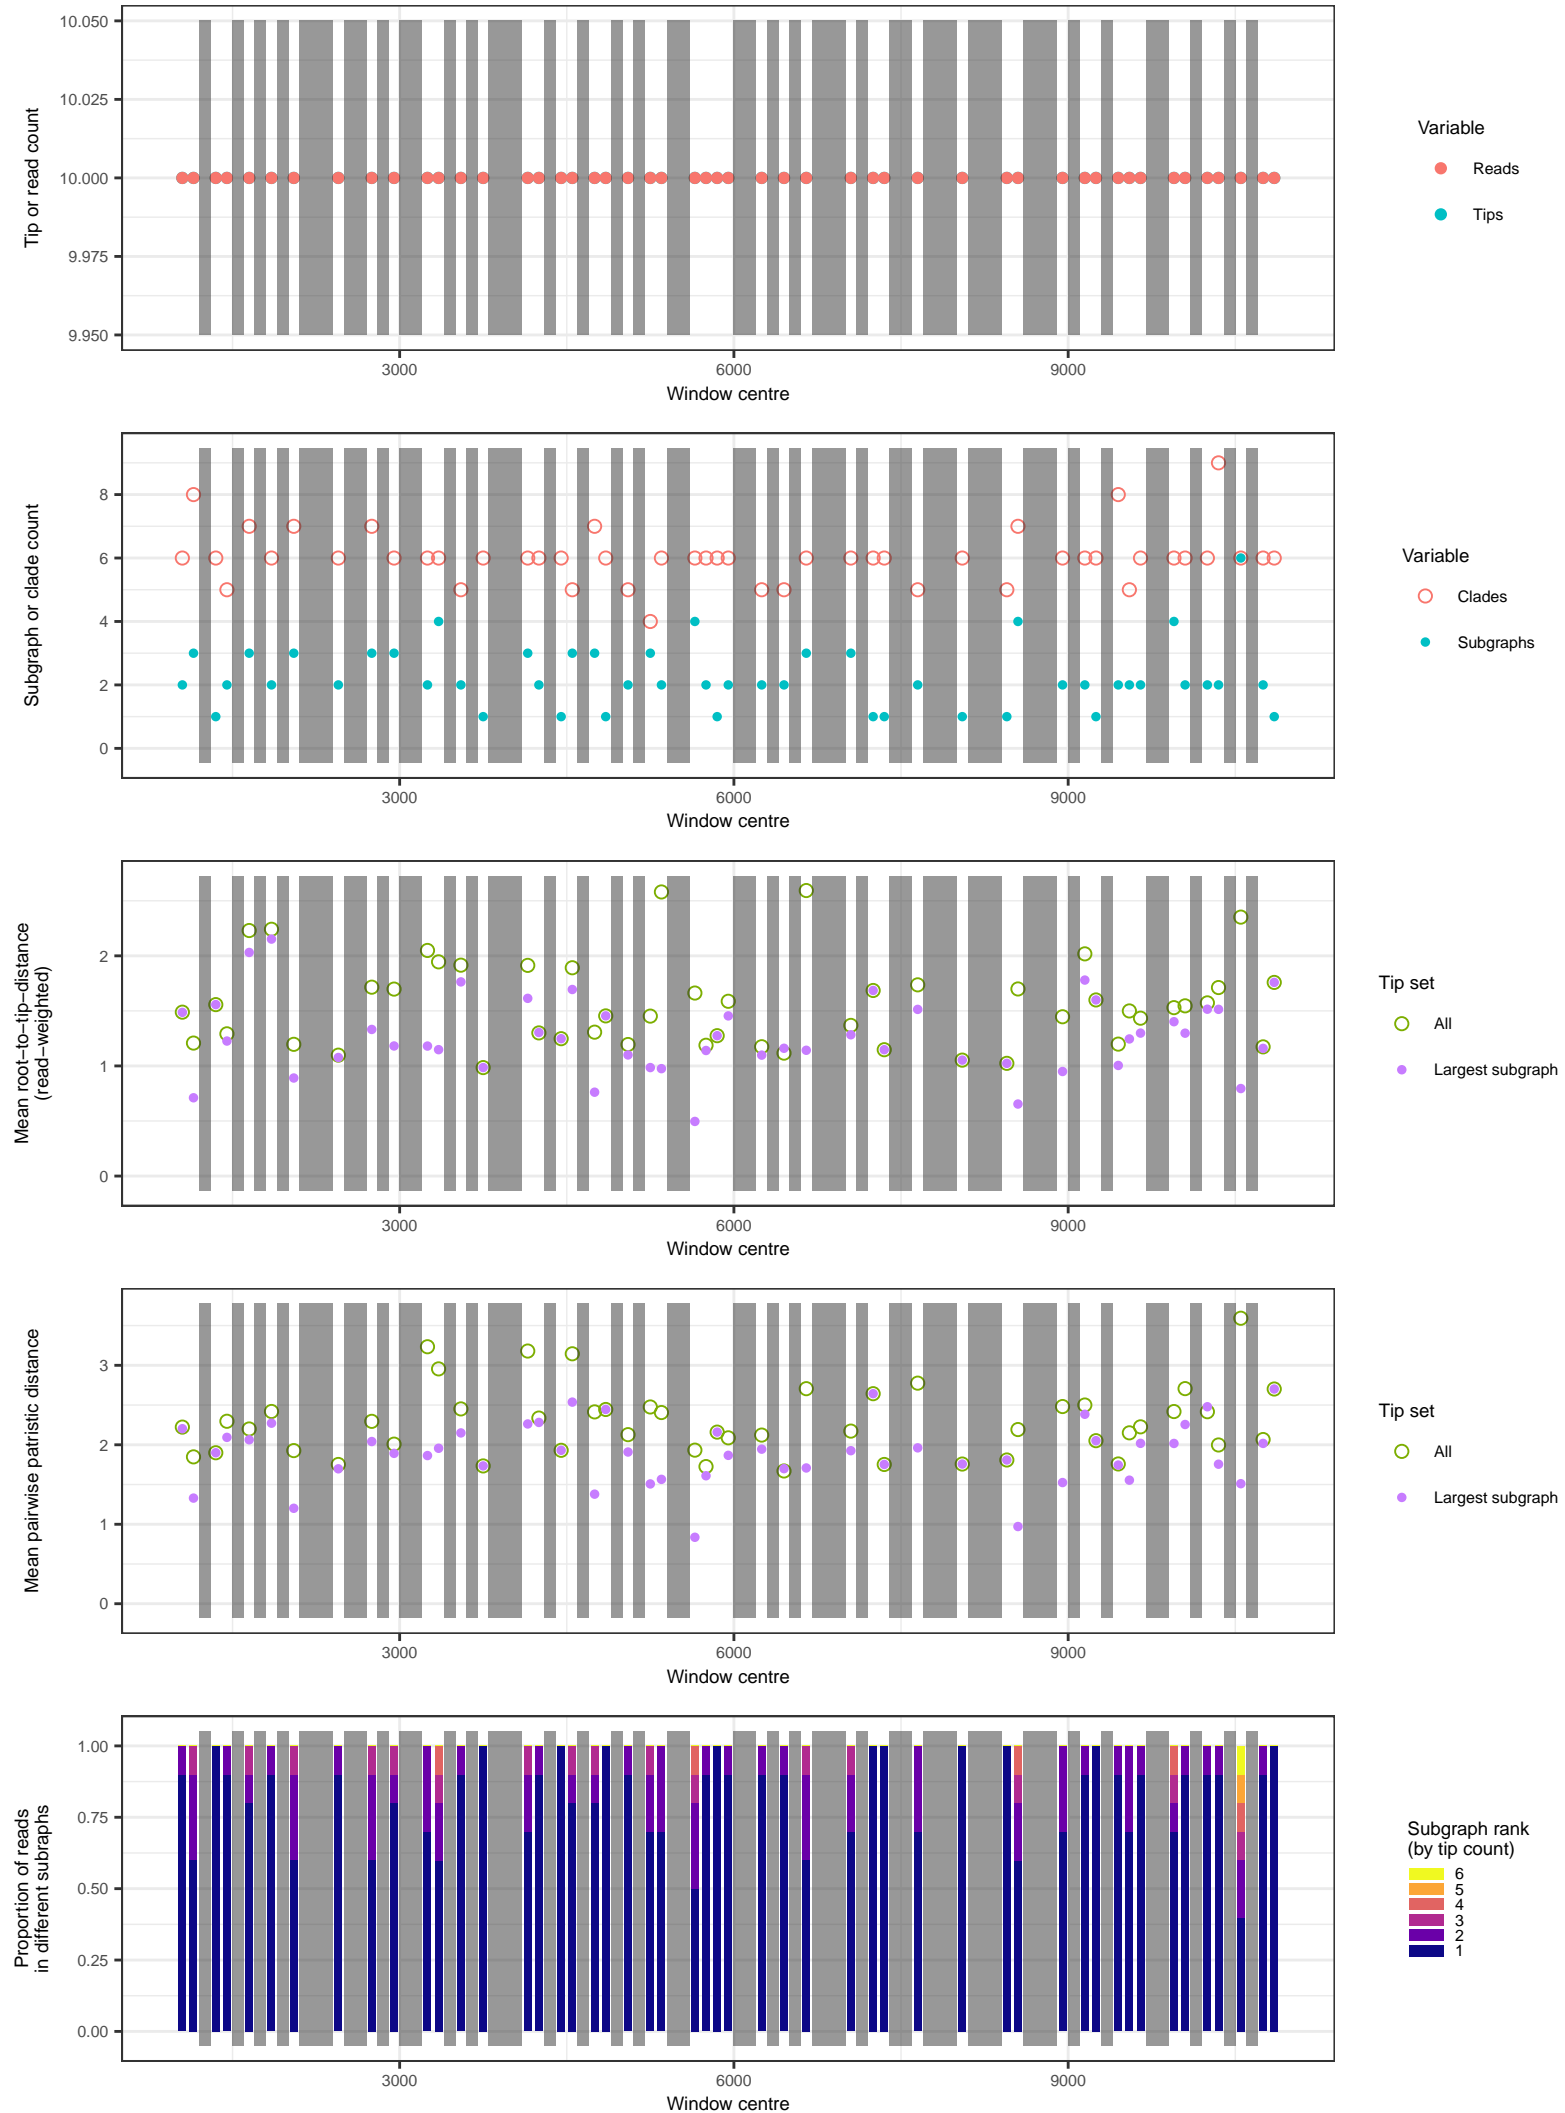 10.050
10.025
10.000
9.975
9.950
Tip or read count
3000
6000
9000
Window centre
Variable
Reads
Tips
8
6
4
2
0
Subgraph or clade count
3000
6000
9000
Window centre
Variable
Clades
Subgraphs
2
1
0
Mean root−to−tip−distance
(read−weighted)
3000
6000
9000
Window centre
Tip set
All
Largest subgraph
3
2
1
0
Mean pairwise patristic distance
3000
6000
9000
Window centre
Tip set
All
Largest subgraph
1.00
0.75
0.50
0.25
0.00
Proportion of reads
in different subraphs
3000
6000
9000
Window centre
Subgraph rank
(by tip count)
6
5
4
3
2
1